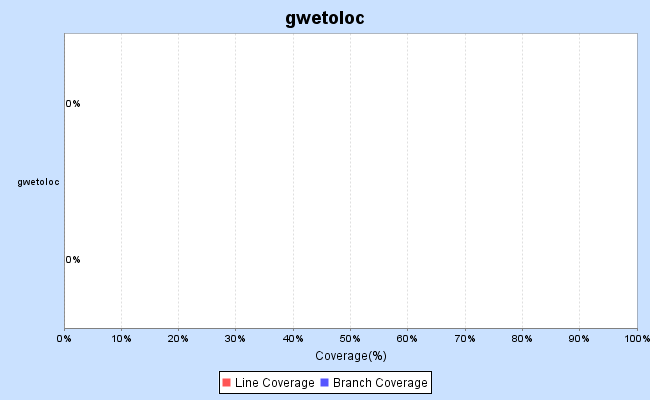 gwetoloc
0%
gwetoloc
0%
0% 10% 20% 30% 40% 50% 60% 70% 80% 90% 100%
Coverage(%)
Line Coverage Branch Coverage